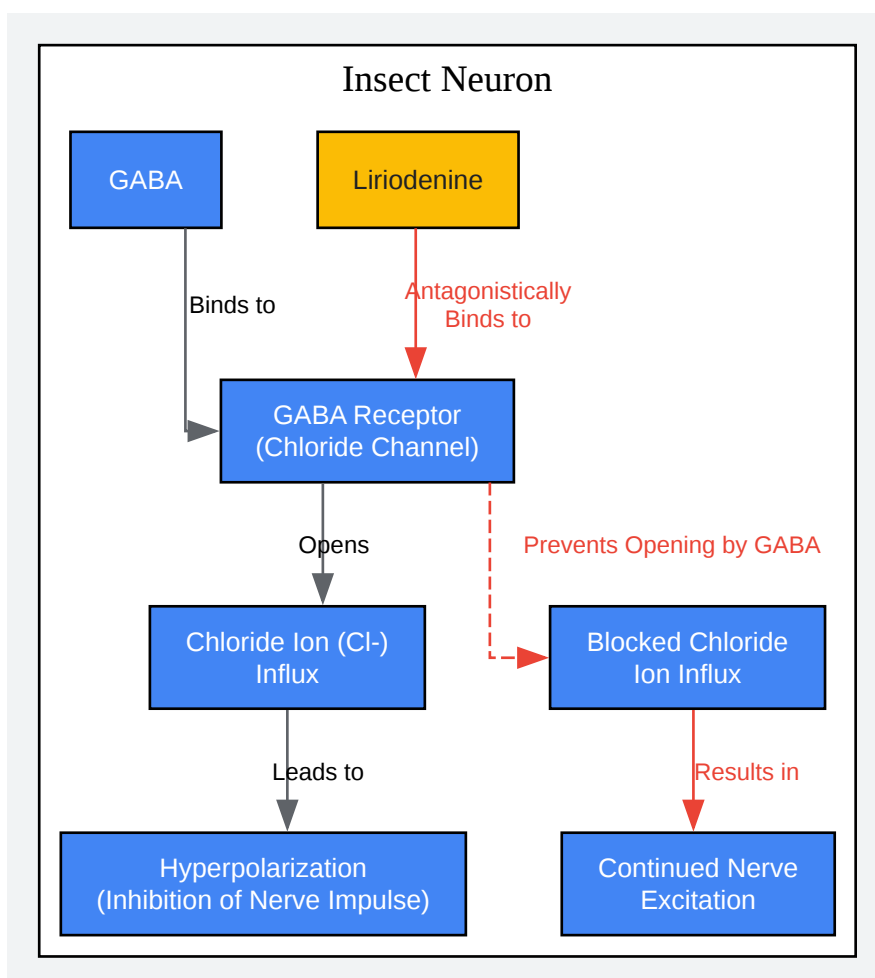 Insect Neuron
GABA
Liriodenine
Binds to
Antagonistically
Binds to
GABA Receptor
(Chloride Channel)
Opens
Prevents Opening by GABA
Chloride Ion (Cl-)
Influx
Blocked Chloride
Ion Influx
Leads to
Results in
Hyperpolarization
(Inhibition of Nerve Impulse)
Continued Nerve
Excitation